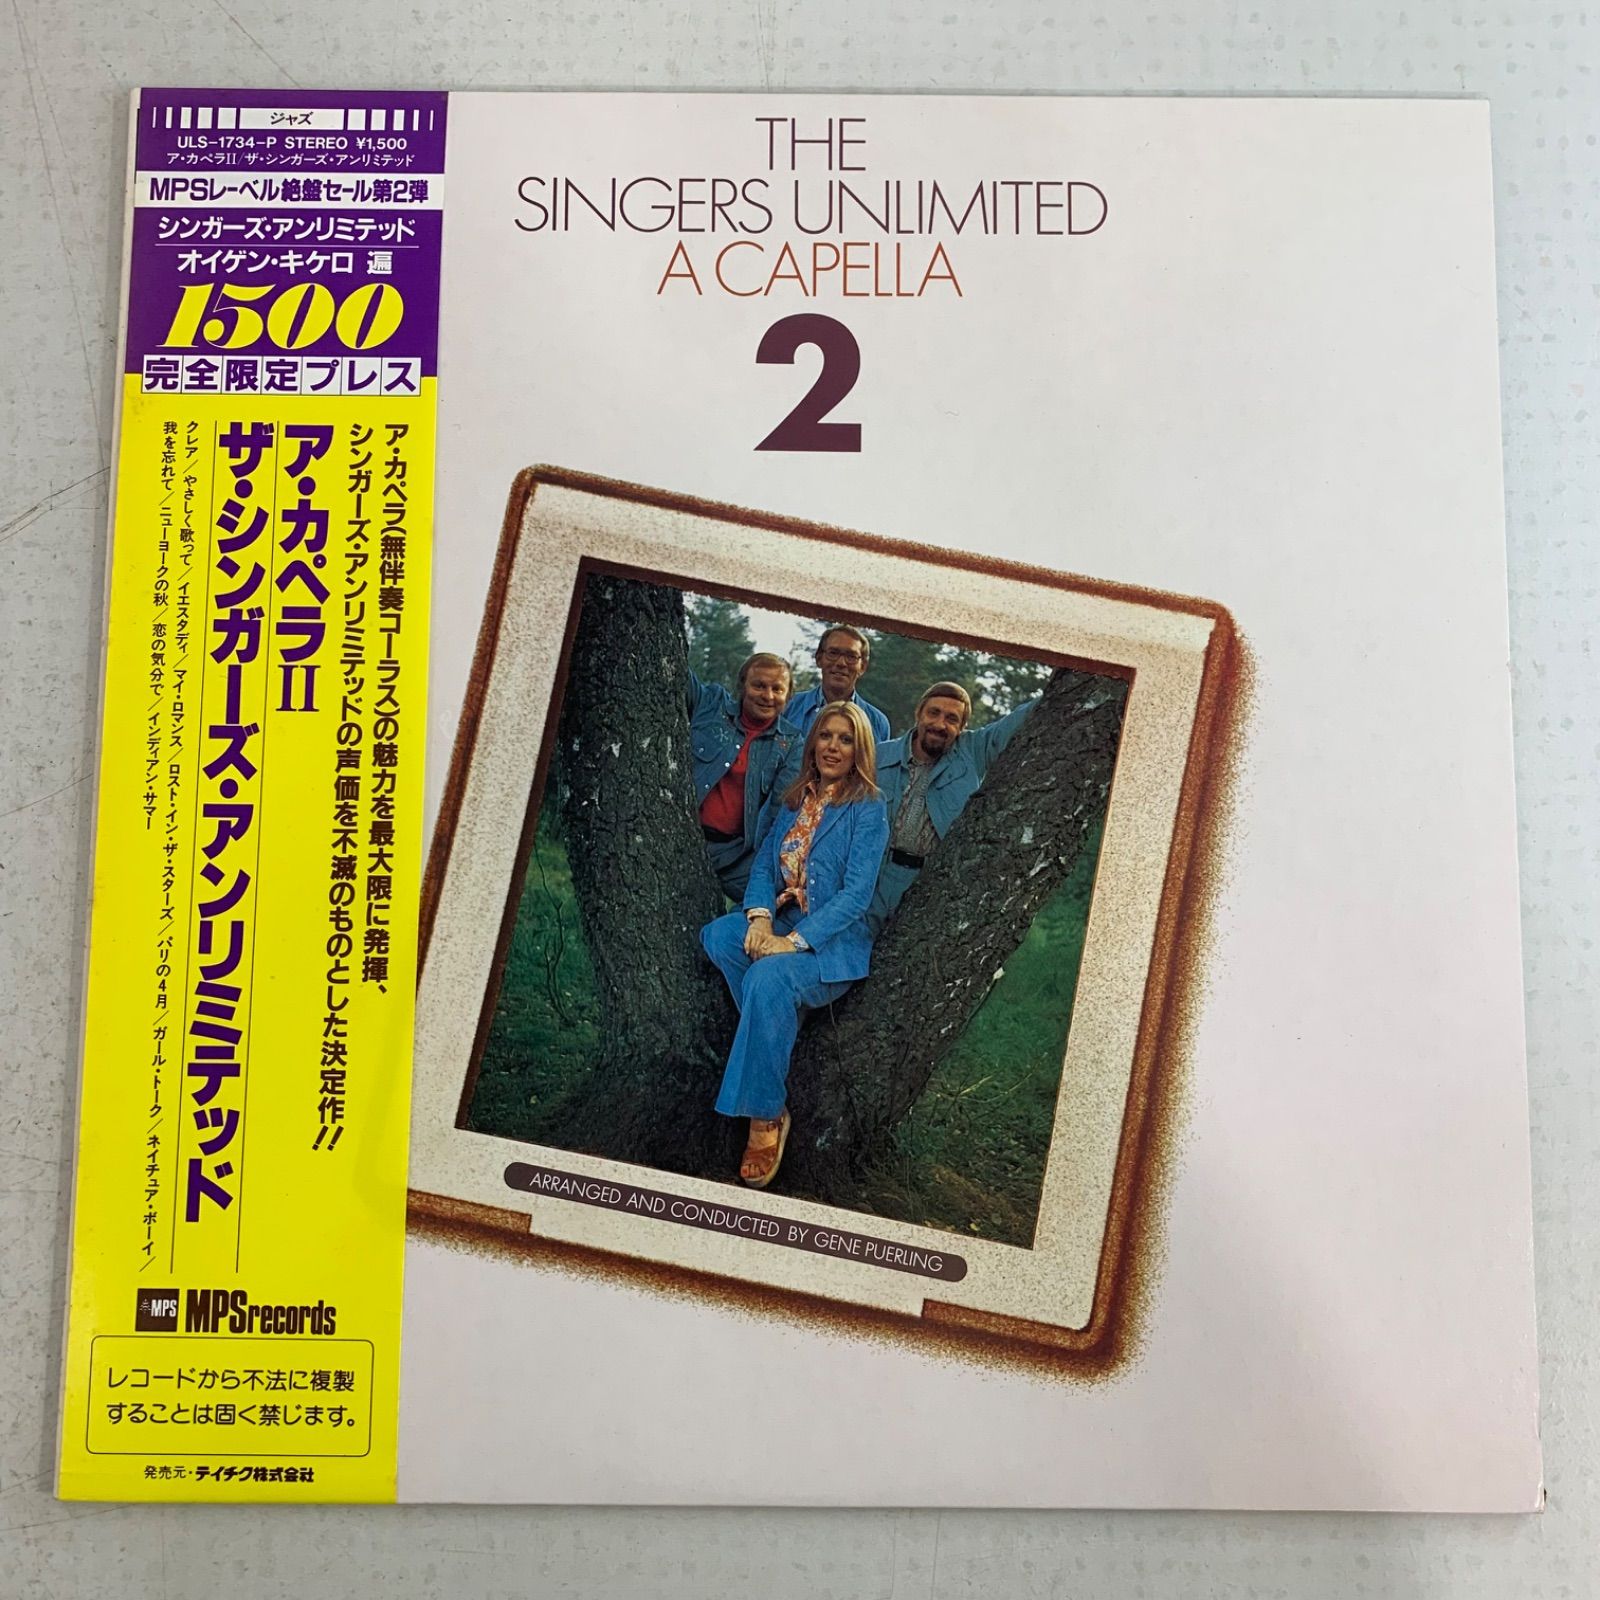 ジャズ
ULS-1734-P STEREO ¥1,500
ア・カペラII/ザ・シンガーズ・アンリミテッド
MPSレーベル絶盤セール第2弾
シンガーズ・アンリミテッド
オイゲン・キケロ 遍
1500
完全限定プレス
ア・カペラ(無伴奏コーラス)の魅力を最大限に発揮、
シンガーズ・アンリミテッドの声価を不滅のものとした決定作!!
ア・カペラII
ザ・シンガーズ・アンリミテッド
クレア/やさしく歌って/イエスタデイ/マイ・ロマンス/ロスト・イン・ザ・スターズ/パリの4月/ガール・トーク/ネイチュア・ボーイ/
我を忘れて/ニューヨークの秋/恋の気分で/インディアン・サマー
MPS MPSrecords
レコードから不法に複製
することは固く禁じます。
発売元・テイチク株式会社
THE
SINGERS UNLIMITED
A CAPELLA
2
ARRANGED AND CONDUCTED BY GENE PUERLING